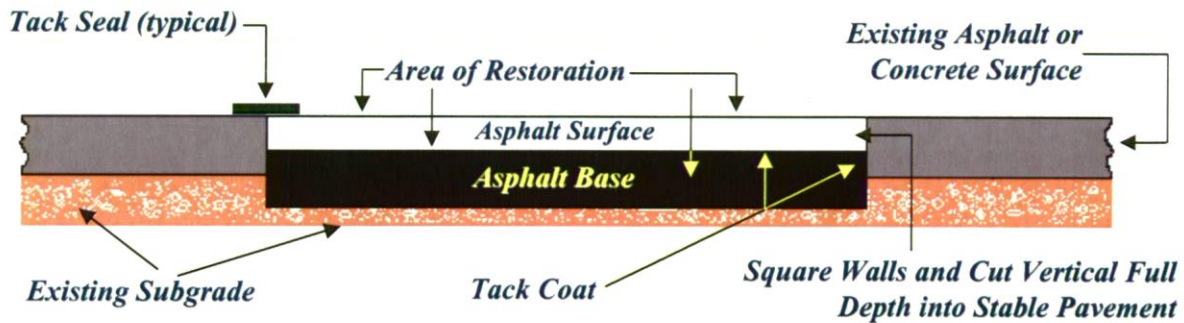 Tack Seal (typical)
Existing Asphalt or
Concrete Surface
Area of Restoration
Asphalt Surface
Asphalt Base
Existing Subgrade
Tack Coat
Square Walls and Cut Vertical Full
Depth into Stable Pavement